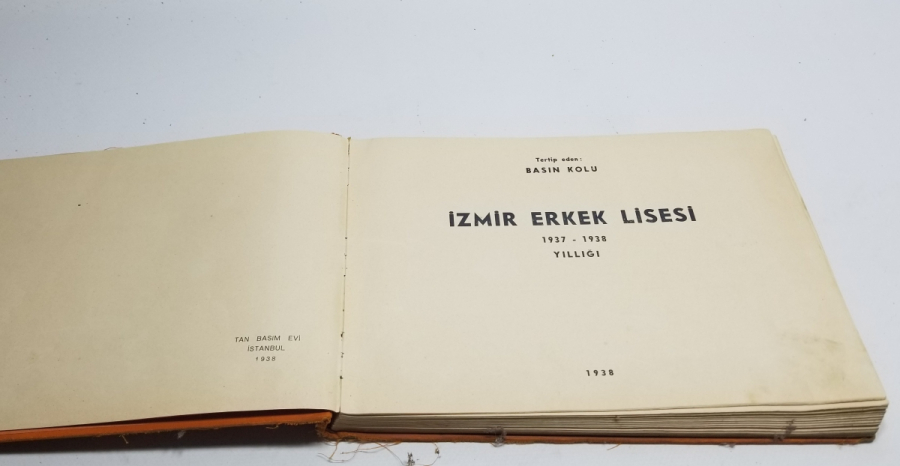 TAN BASIM EVİ
İSTANBUL
1938
Tertip eden:
BASIN KOLU
İZMİR ERKEK LİSESİ
1937 - 1938
YILLIĞI
1938